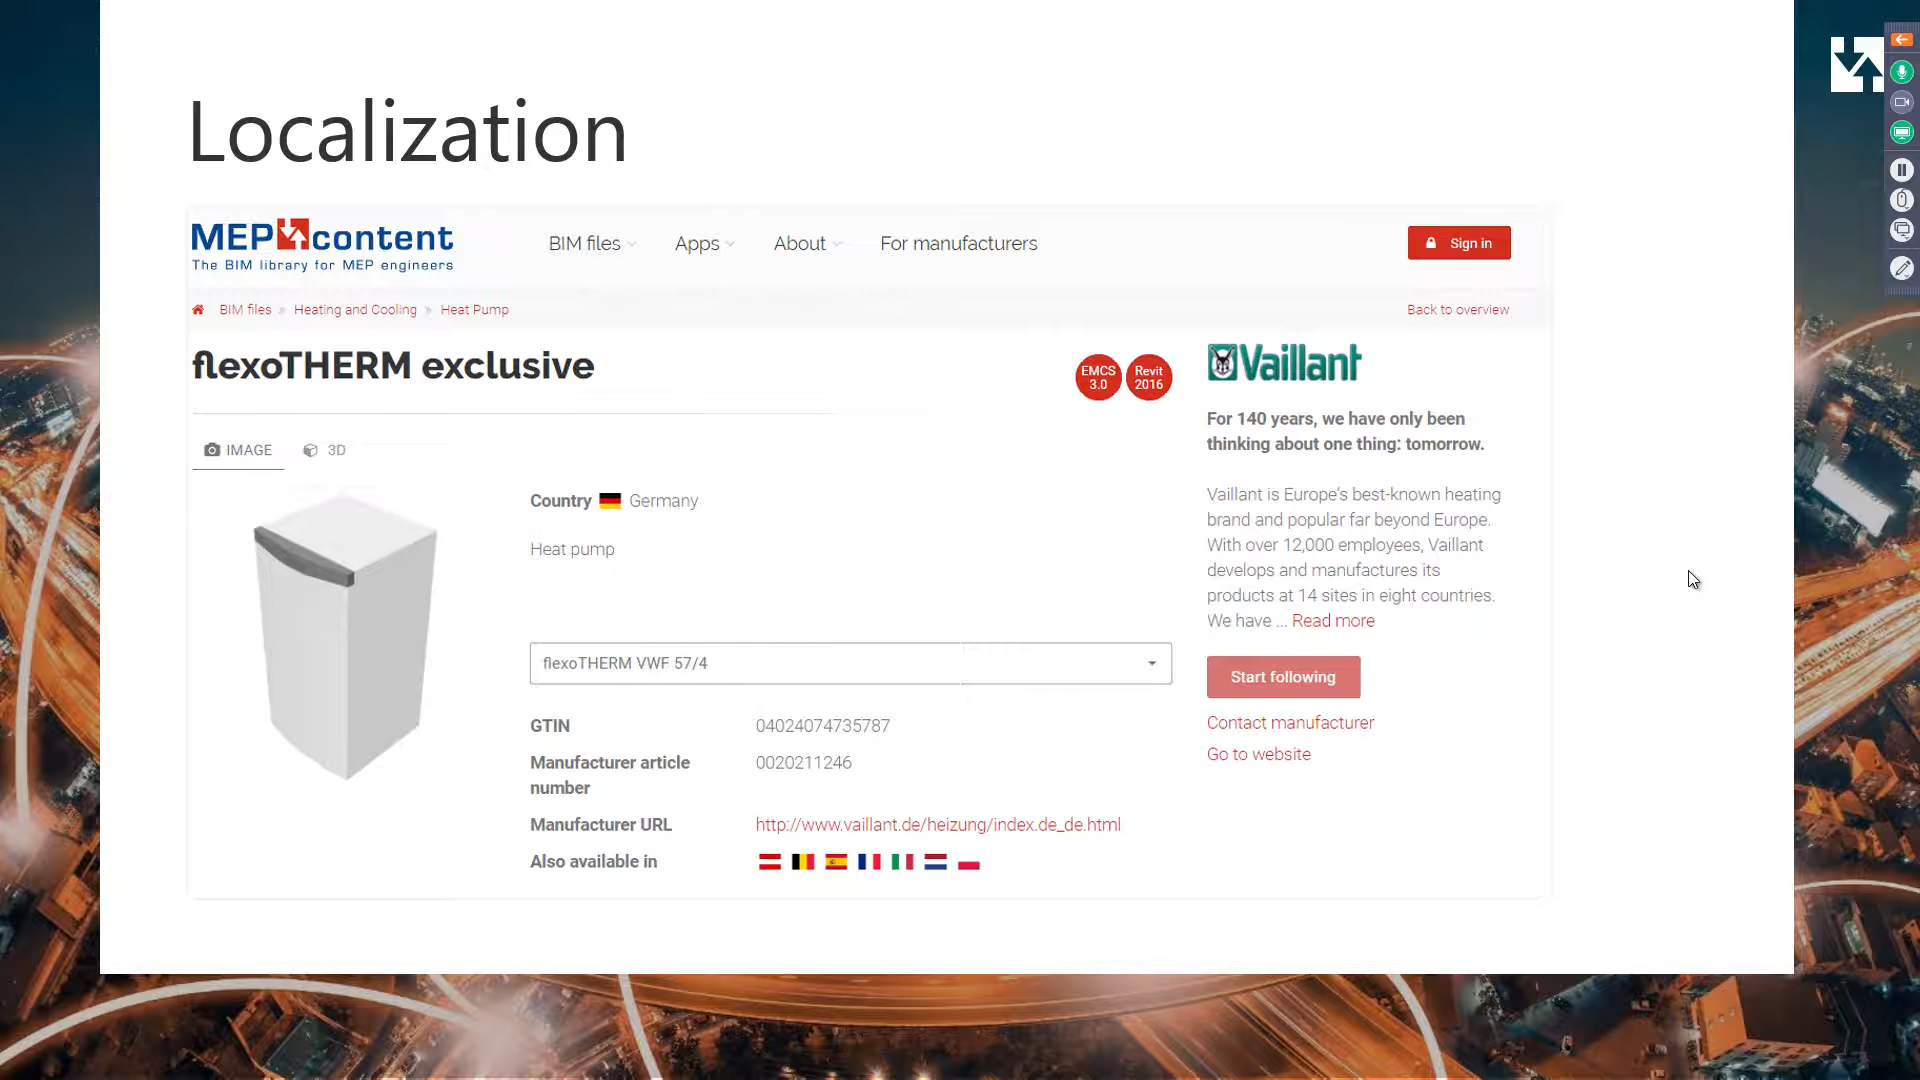 Localization
MEPcontent
The BIM library for MEP engineers
BIM files
Apps
About
For manufacturers
Sign in
BIM files » Heating and Cooling » Heat Pump
Back to overview
flexoTHERM exclusive
EMCS
3.0
Revit
2016
IMAGE
3D
Country Germany
Heat pump
flexoTHERM VWF 57/4
GTIN 04024074735787
Manufacturer article
number
0020211246
Manufacturer URL http://www.vaillant.de/heizung/index.de_de.html
Also available in
Vaillant
For 140 years, we have only been
thinking about one thing: tomorrow.
Vaillant is Europe's best-known heating
brand and popular far beyond Europe.
With over 12,000 employees, Vaillant
develops and manufactures its
products at 14 sites in eight countries.
We have ... Read more
Start following
Contact manufacturer
Go to website